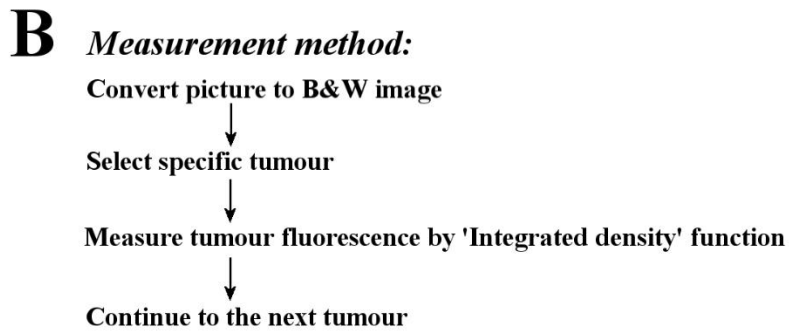 B Measurement method:
Convert picture to B&W image
Select specific tumour
Measure tumour fluorescence by 'Integrated density' function
Continue to the next tumour